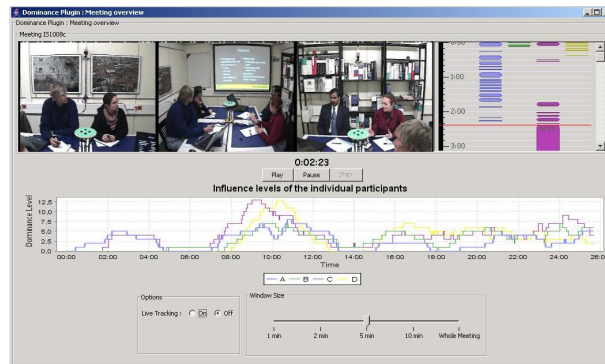 Dominance Plugin : Meeting overview
Dominance Plugin : Meeting overview
Meeting IS1008c
0:00
1:00
2:00
3:00
0:02:23
Play Pause Stop
Influence levels of the individual participants
Dominance Level
12,5
10,0
7,5
5,0
2,5
0,0
00:00 02:00 04:00 06:00 08:00 10:00 12:00 14:00 16:00 18:00 20:00 22:00 24:00 26:00
Time
A B C D
Options
Live Tracking : On Off
Window Size
1 min 2 min 5 min 10 min Whole Meeting